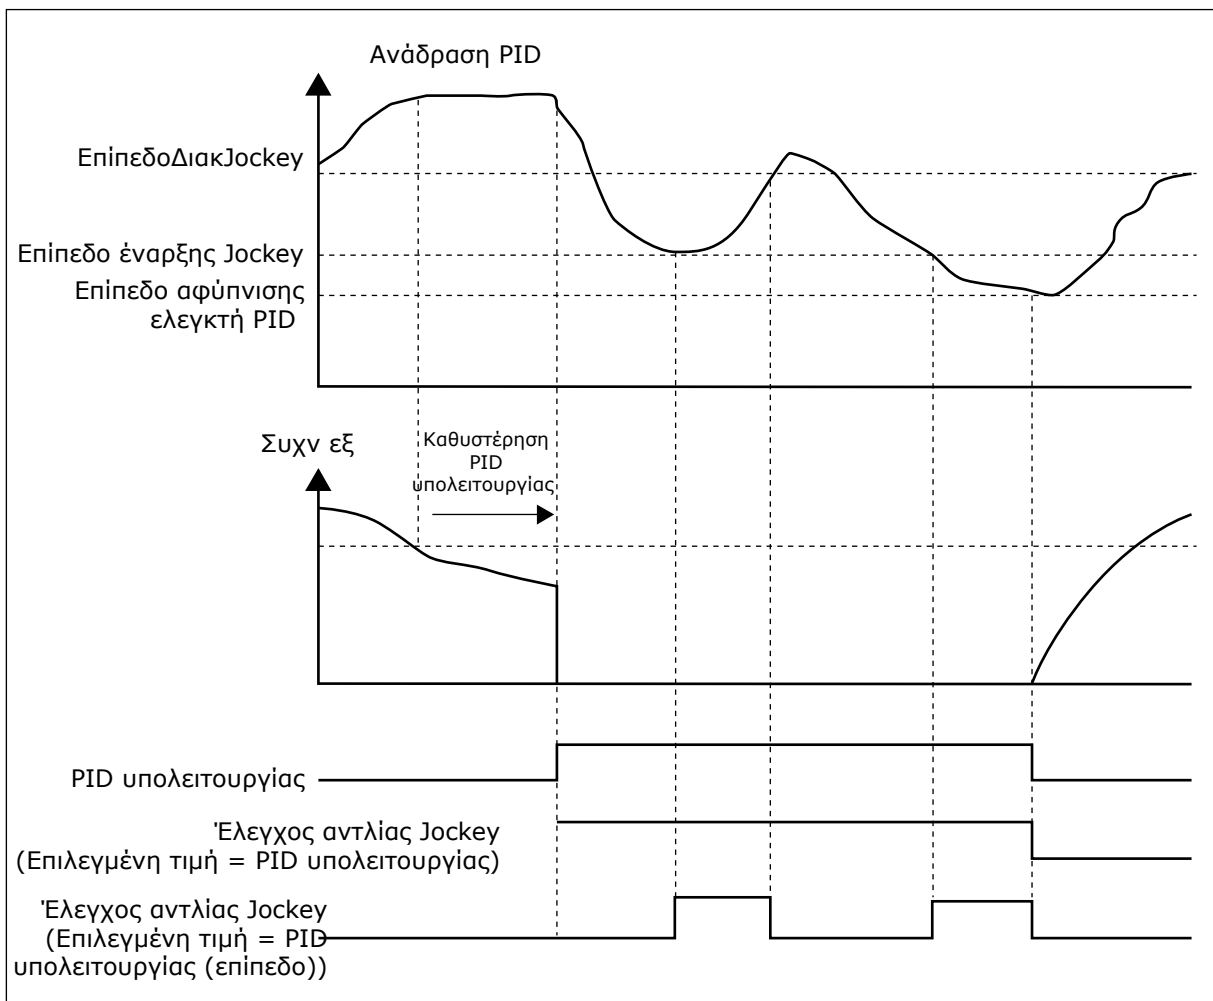 Ανάδραση PID
ΕπίπεδοΔιακJockey
Επίπεδο έναρξης Jockey
Επίπεδο αφύπνισης
ελεγκτή PID
Συχν εξ
Καθυστέρηση
PID
υπολειτουργίας
PID υπολειτουργίας
Έλεγχος αντλίας Jockey
(Επιλεγμένη τιμή = PID υπολειτουργίας)
Έλεγχος αντλίας Jockey
(Επιλεγμένη τιμή = PID
υπολειτουργίας (επίπεδο))